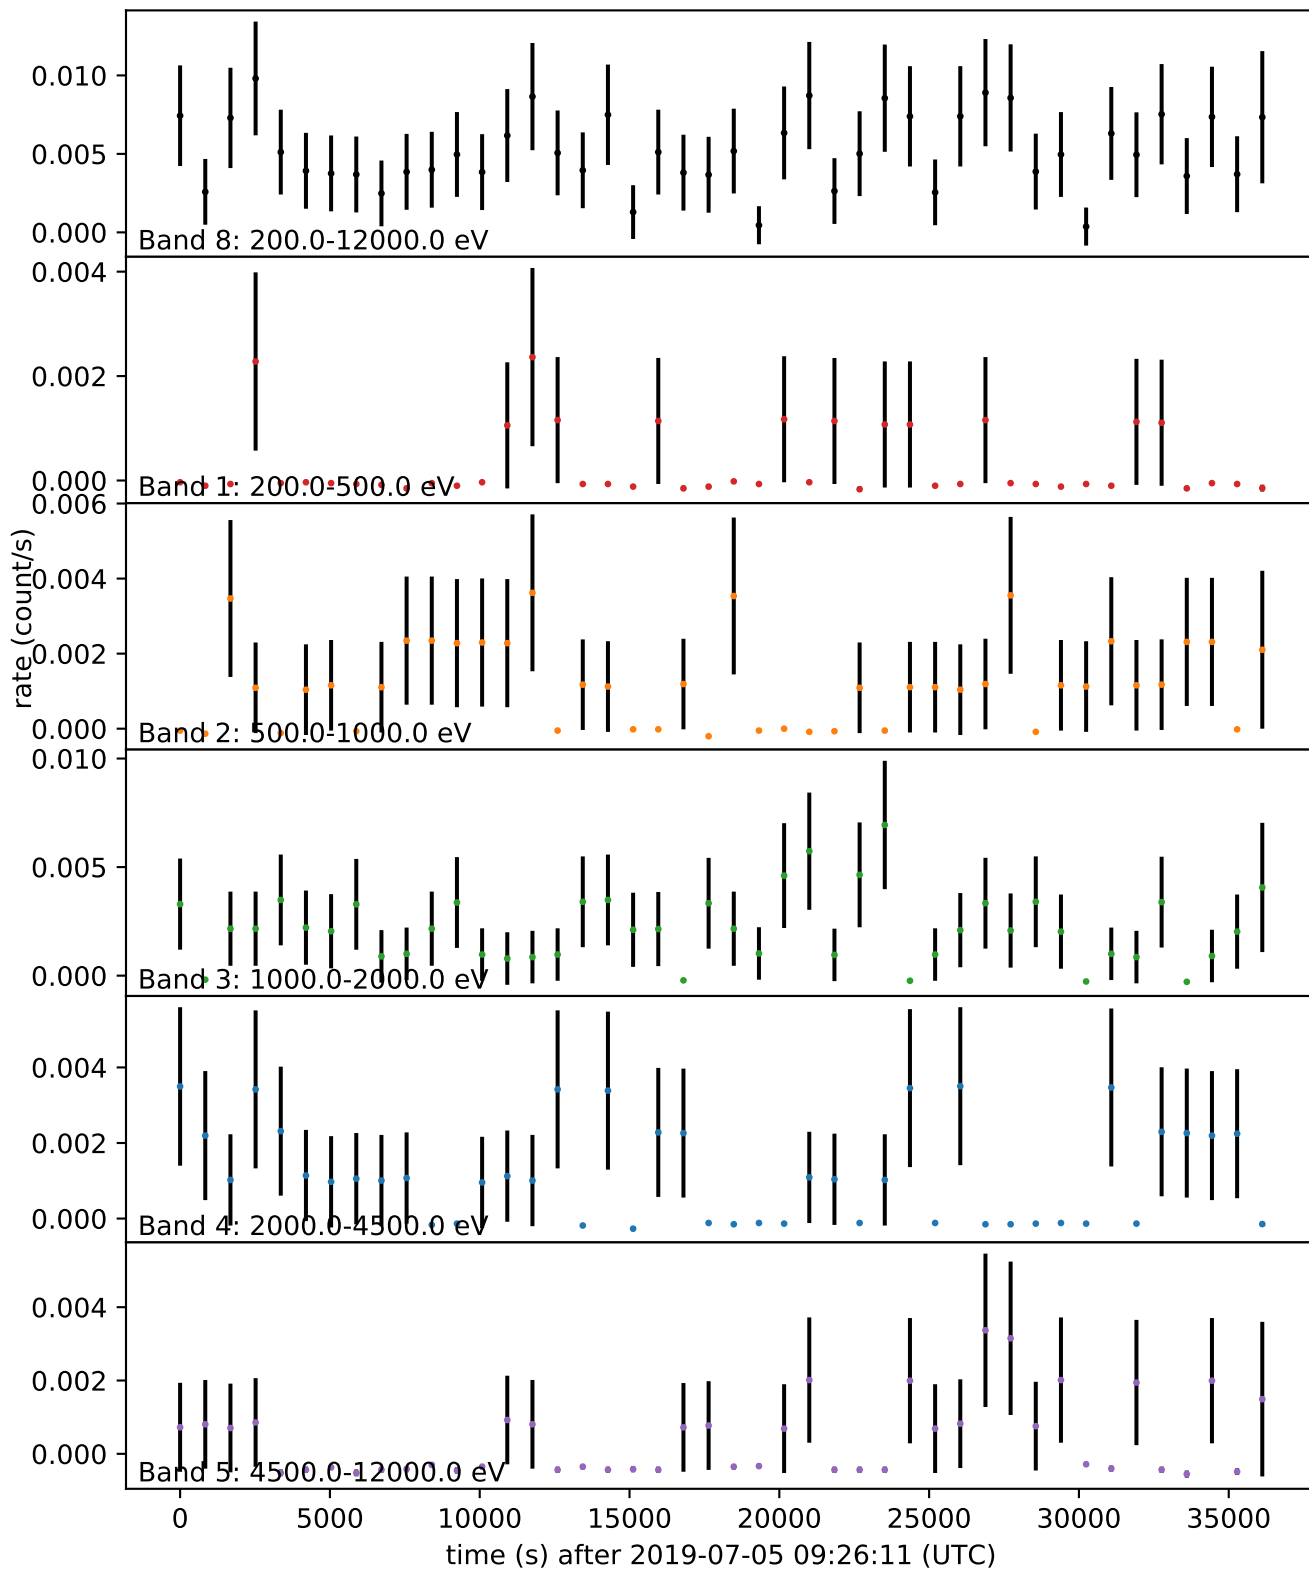 0.010
0.005
0.000
Band 8: 200.0-12000.0 eV
0.004
0.002
0.000
Band 1: 200.0-500.0 eV
0.006
0.004
0.002
0.000
Band 2: 500.0-1000.0 eV
rate (count/s)
0.010
0.005
0.000
Band 3: 1000.0-2000.0 eV
0.004
0.002
0.000
Band 4: 2000.0-4500.0 eV
0.004
0.002
0.000
Band 5: 4500.0-12000.0 eV
0 5000 10000 15000 20000 25000 30000 35000
time (s) after 2019-07-05 09:26:11 (UTC)